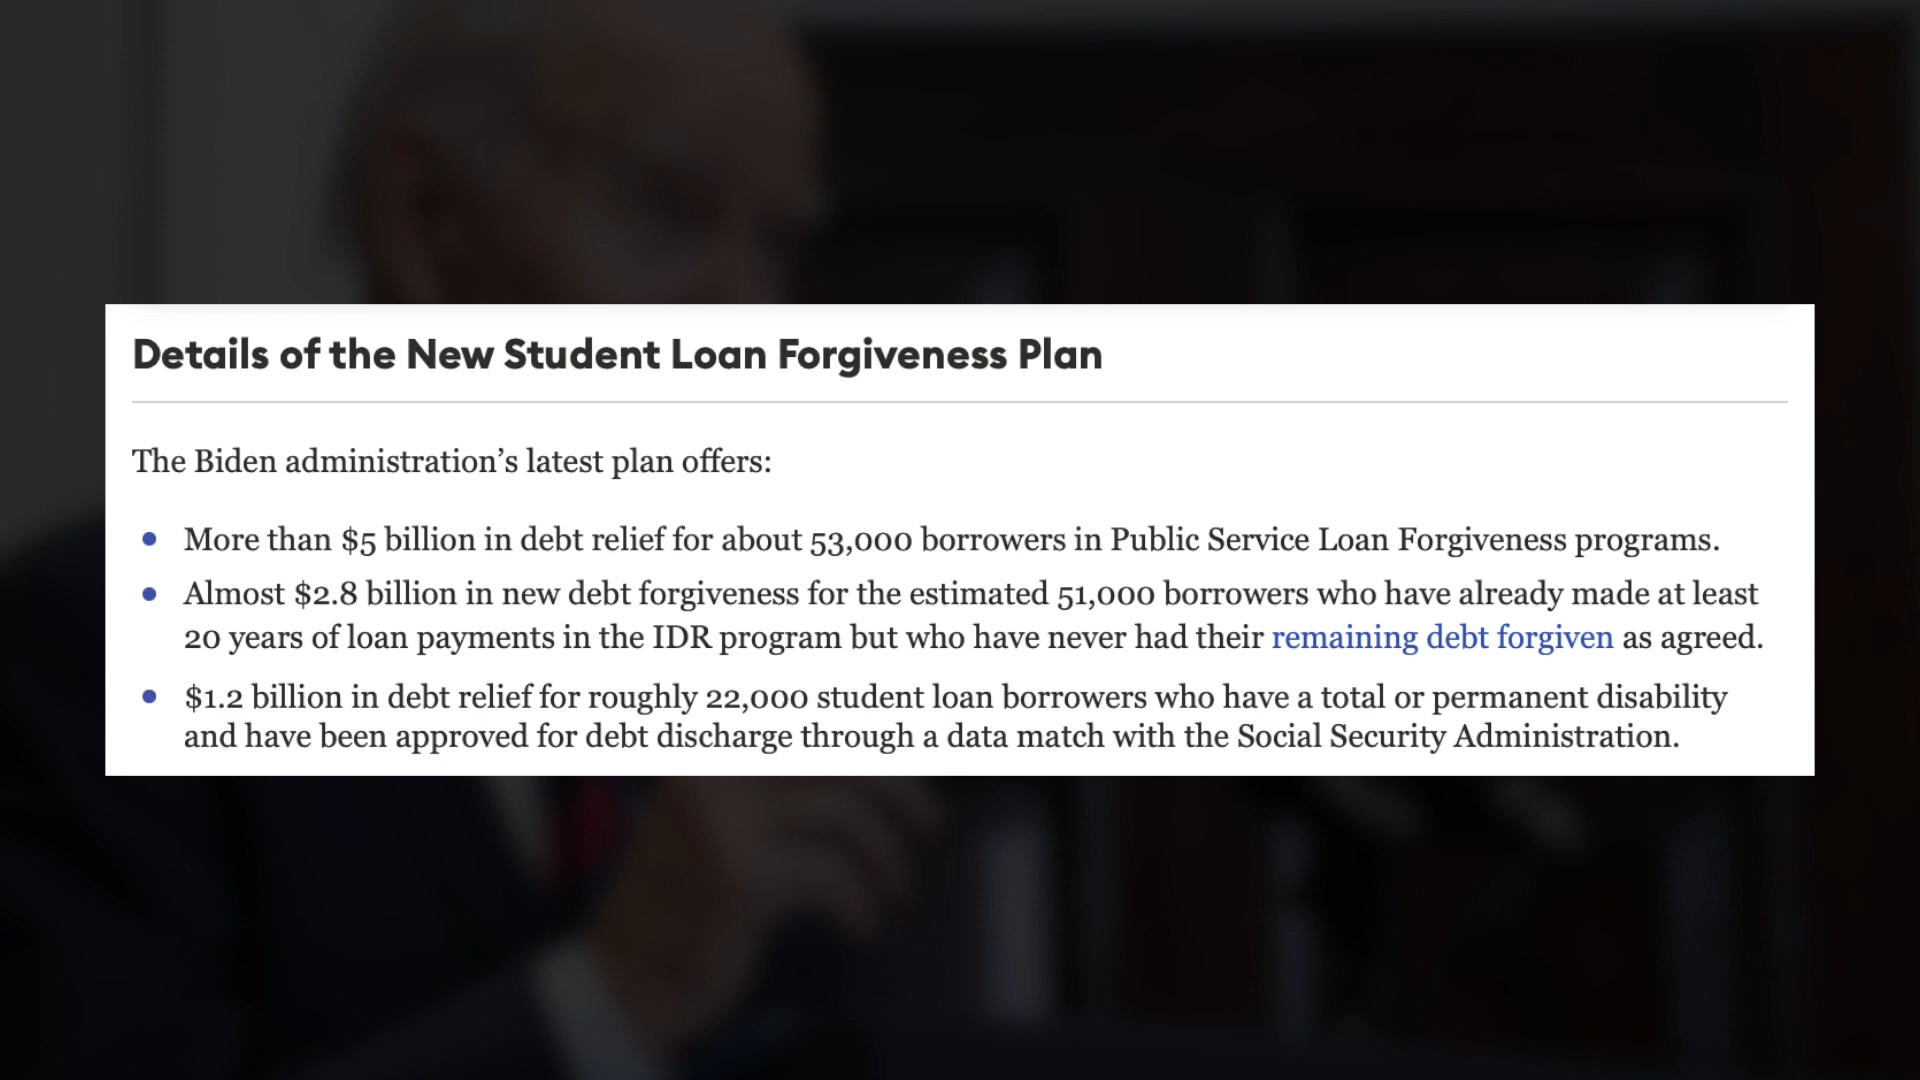 Details of the New Student Loan Forgiveness Plan
The Biden administration’s latest plan offers:
• More than $5 billion in debt relief for about 53,000 borrowers in Public Service Loan Forgiveness programs.
• Almost $2.8 billion in new debt forgiveness for the estimated 51,000 borrowers who have already made at least
20 years of loan payments in the IDR program but who have never had their remaining debt forgiven as agreed.
• $1.2 billion in debt relief for roughly 22,000 student loan borrowers who have a total or permanent disability
and have been approved for debt discharge through a data match with the Social Security Administration.